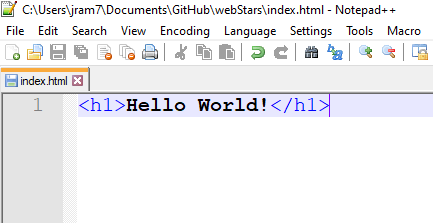 C:\Users\jram7\Documents\GitHub\webStars\index.html - Notepad++
File Edit Search View Encoding Language Settings Tools Macro
index.html
1 <h1>Hello World!</h1>